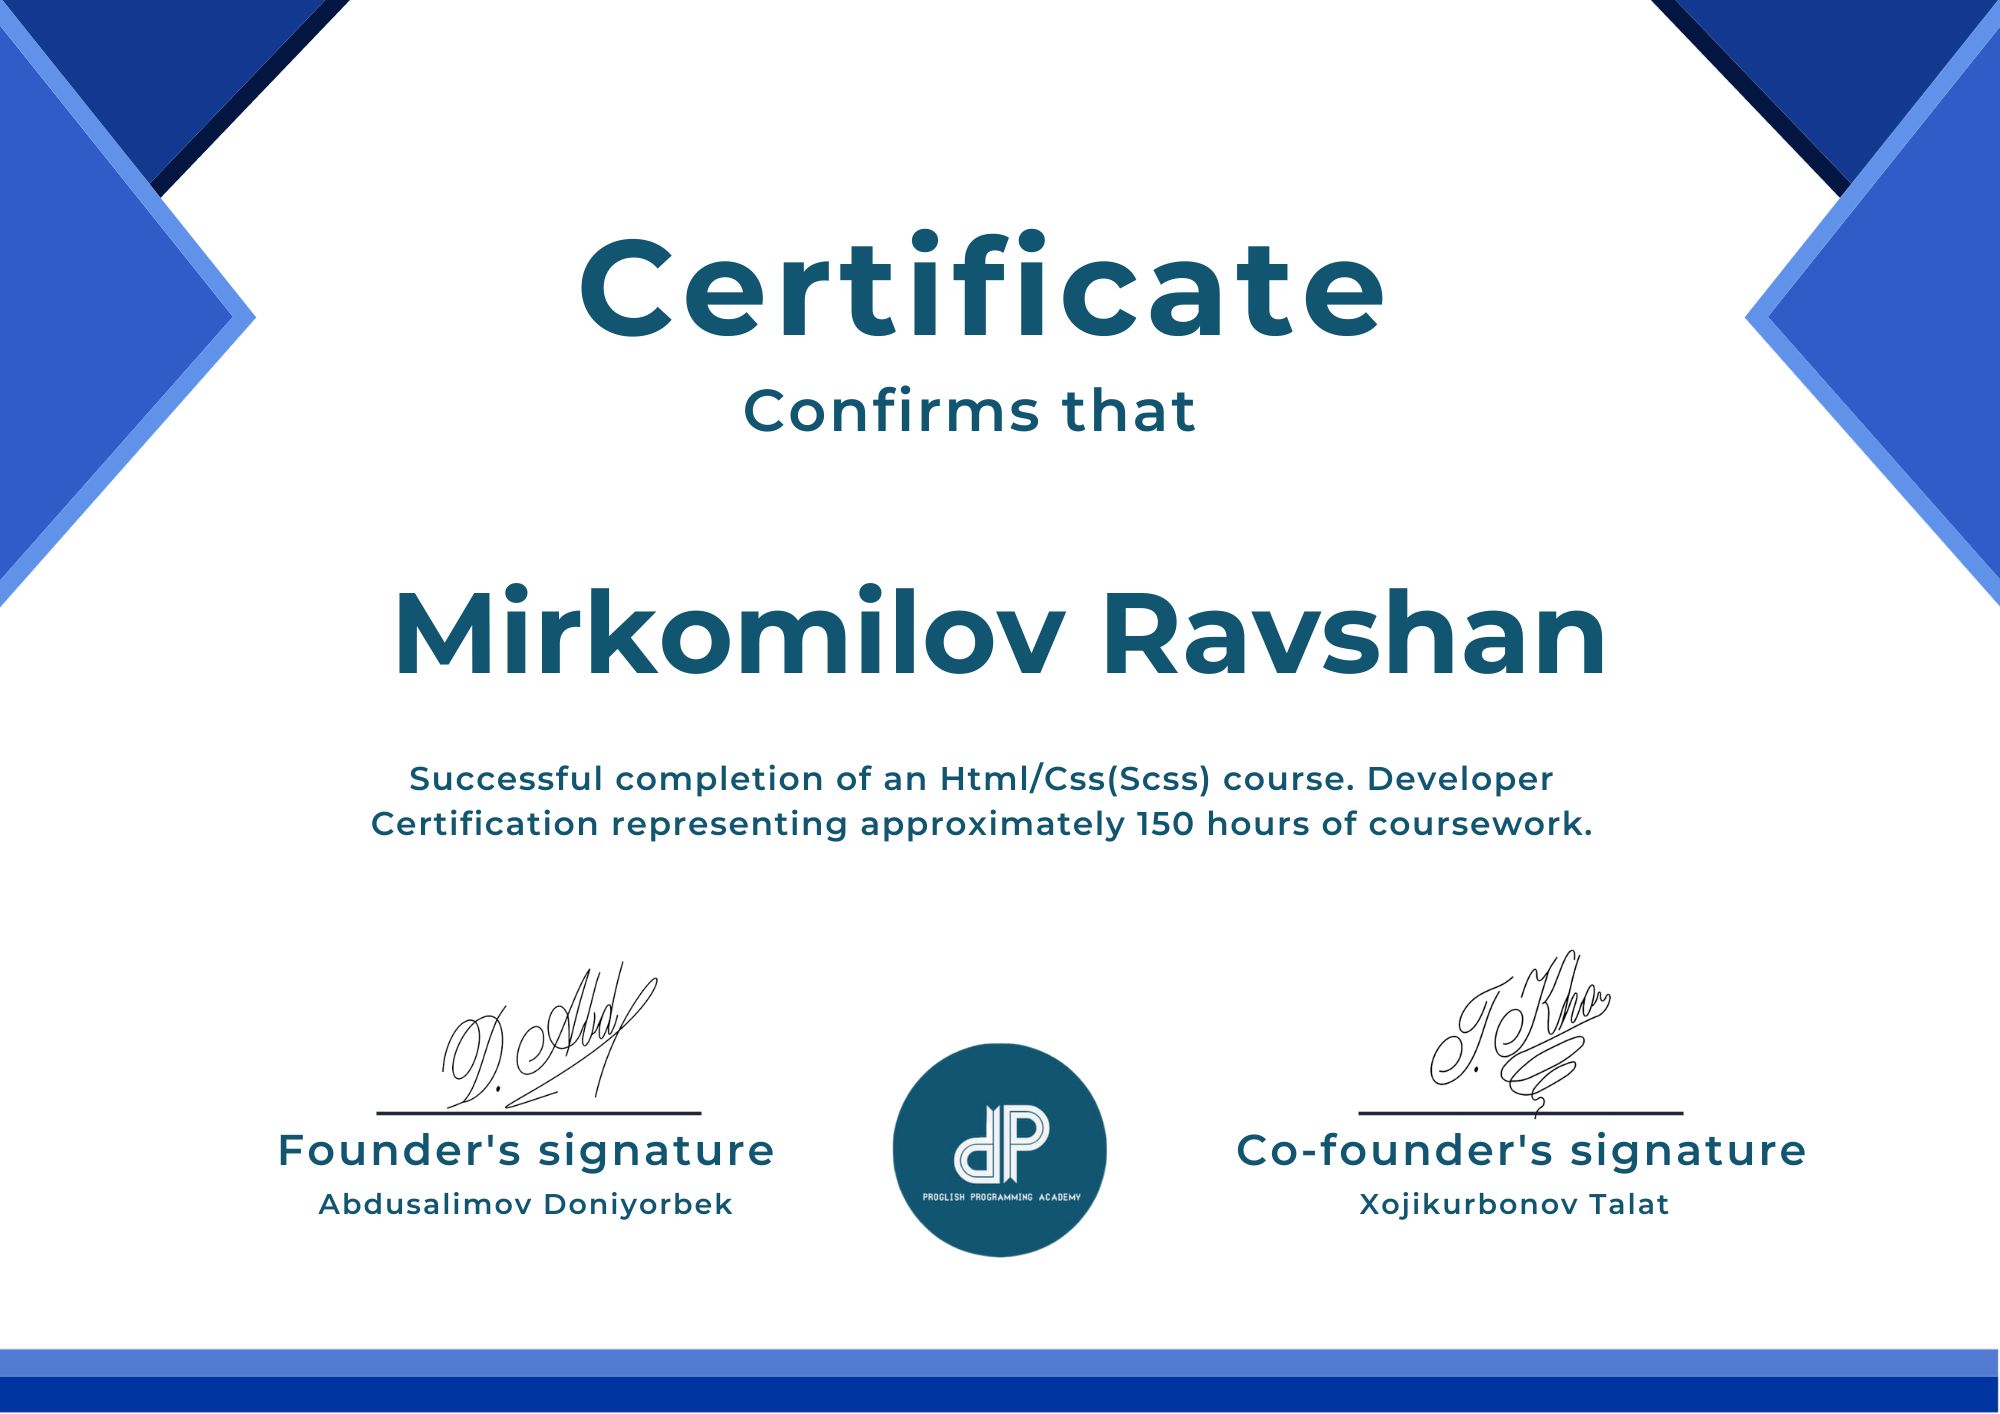 Certificate
Confirms that
Mirkomilov Ravshan
Successful completion of an Html/Css(Scss) course. Developer
Certification representing approximately 150 hours of coursework.
D. Abd
T. Kho
Founder's signature
Co-founder's signature
Abdusalimov Doniyorbek
Xojikurbonov Talat
dP
PROGLISH PROGRAMMING ACADEMY